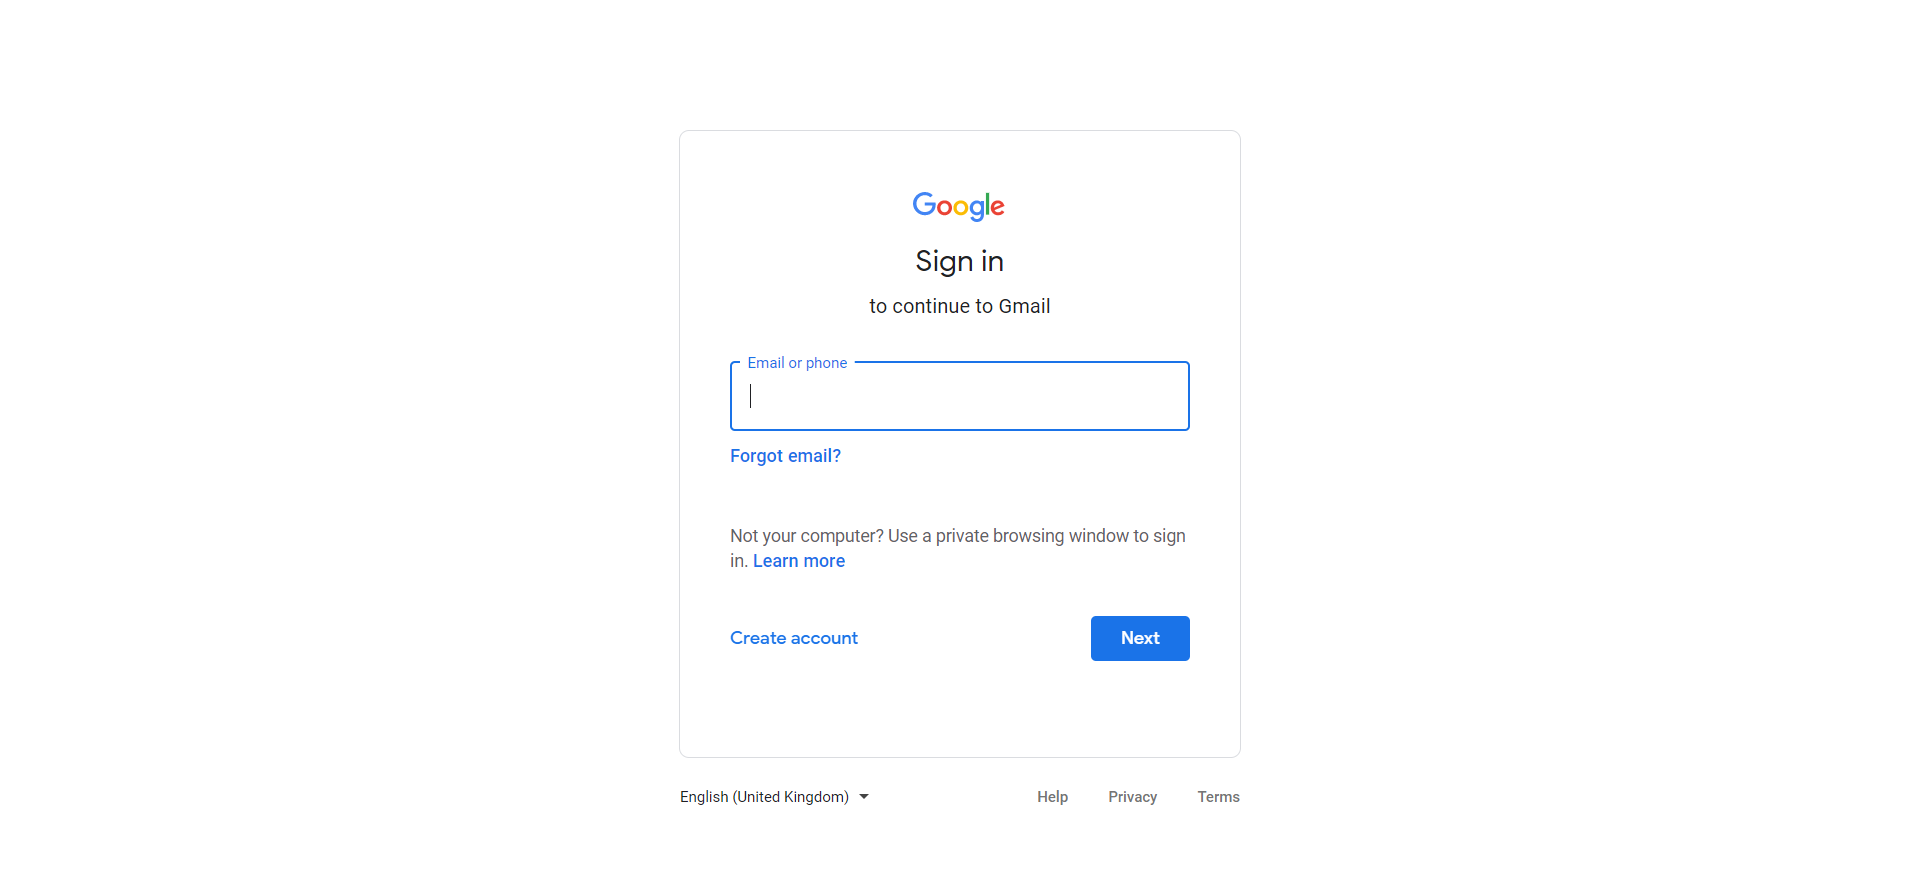 Google
Sign in
to continue to Gmail
Email or phone
Forgot email?
Not your computer? Use a private browsing window to sign
in. Learn more
Create account
Next
English (United Kingdom)
Help
Privacy
Terms